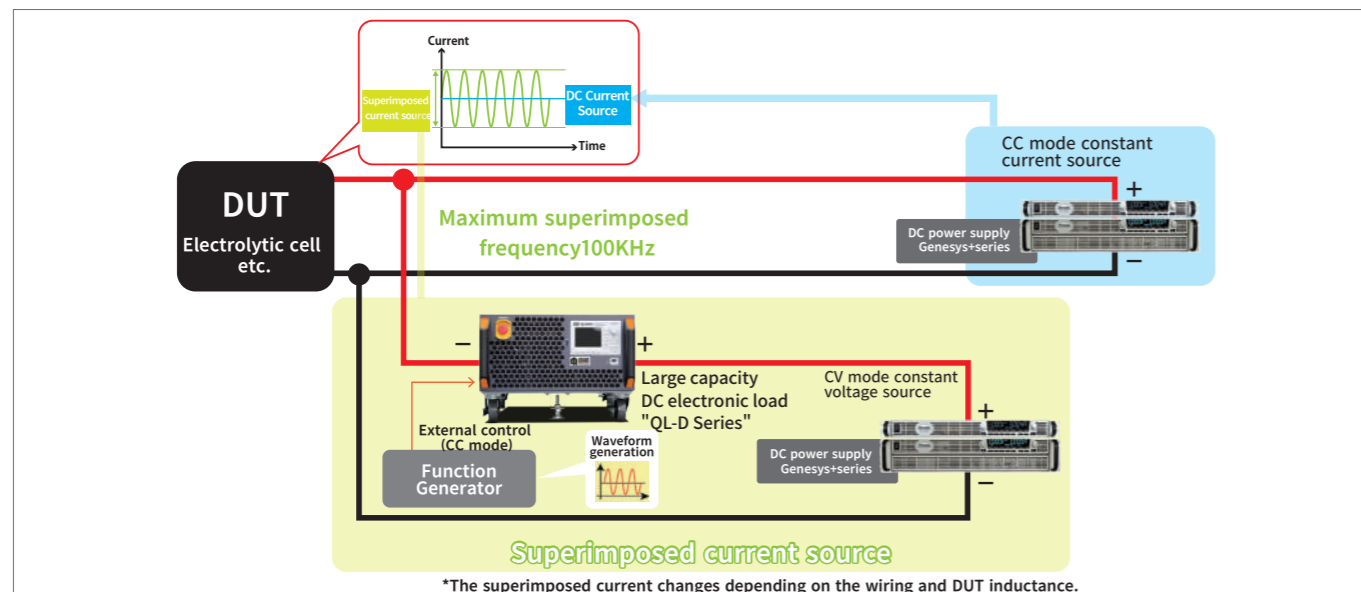 Current
Superimposed
current source
DC Current
Source
Time
CC mode constant
current source
+
DUT
Electrolytic cell
etc.
Maximum superimposed
frequency100KHz
DC power supply
Genesys+series
−
−
+
Large capacity
DC electronic load
"QL-D Series"
CV mode constant
voltage source
+
External control
(CC mode)
Waveform
generation
Function
Generator
DC power supply
Genesys+series
−
Superimposed current source
*The superimposed current changes depending on the wiring and DUT inductance.